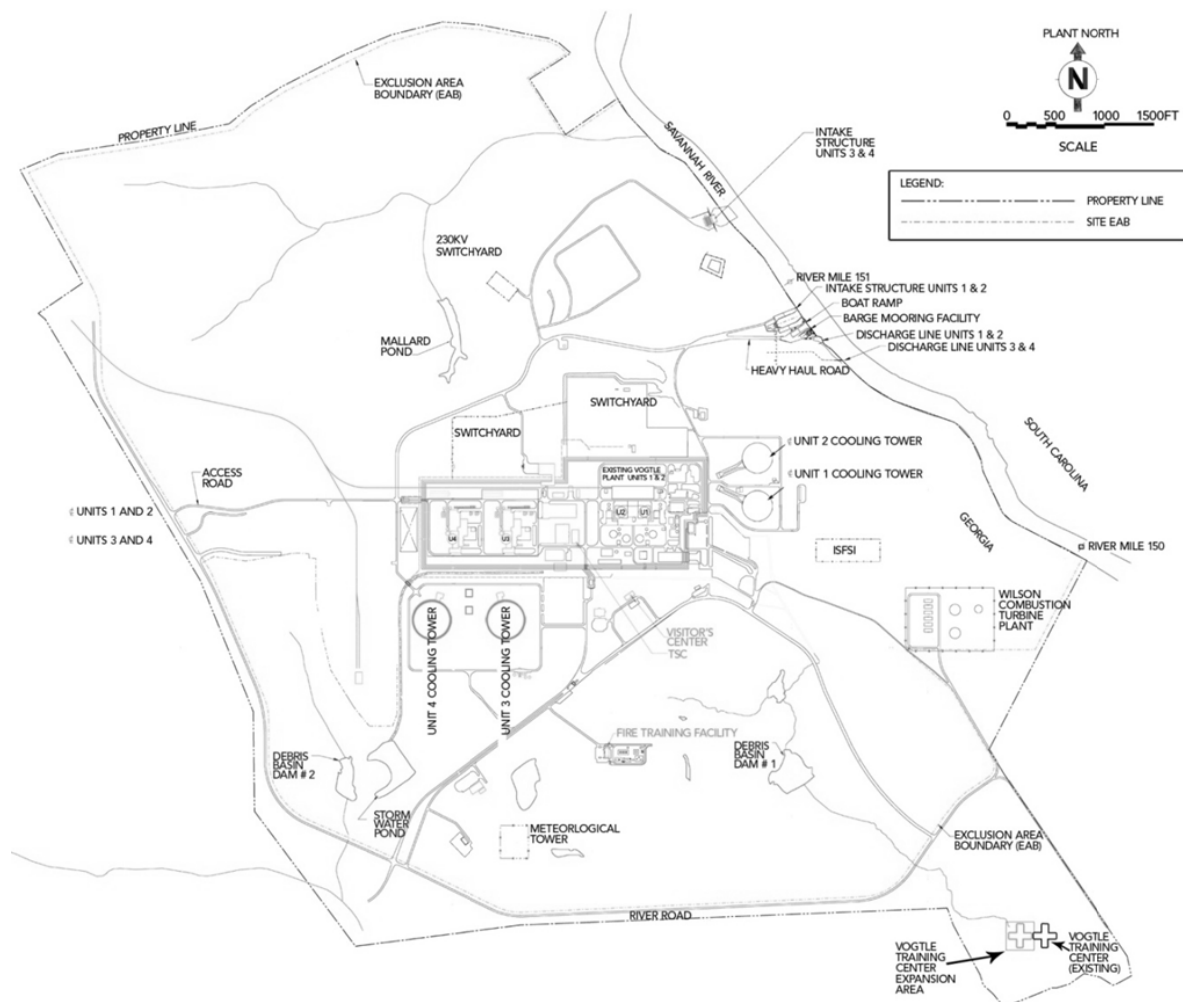 PLANT NORTH
N
0 500 1000 1500FT
SCALE
LEGEND:
PROPERTY LINE
SITE EAB
EXCLUSION AREA
BOUNDARY (EAB)
PROPERTY LINE
SAVANNAH RIVER
INTAKE
STRUCTURE
UNITS 3 & 4
230KV
SWITCHYARD
RIVER MILE 151
INTAKE STRUCTURE UNITS 1 & 2
BOAT RAMP
BARGE MOORING FACILITY
DISCHARGE LINE UNITS 1 & 2
DISCHARGE LINE UNITS 3 & 4
HEAVY HAUL ROAD
MALLARD
POND
SWITCHYARD
SWITCHYARD
SOUTH CAROLINA
GEORGIA
℄ UNIT 2 COOLING TOWER
℄ UNIT 1 COOLING TOWER
EXISTING VOGTLE
PLANT UNITS 1 & 2
ACCESS
ROAD
℄ UNITS 1 AND 2
℄ UNITS 3 AND 4
U4
U3
U2
U1
ISFSI
RIVER MILE 150
WILSON
COMBUSTION
TURBINE
PLANT
VISITOR'S
CENTER
TSC
UNIT 4 COOLING TOWER
UNIT 3 COOLING TOWER
FIRE TRAINING FACILITY
DEBRIS
BASIN
DAM # 2
DEBRIS
BASIN
DAM # 1
STORM
WATER
POND
METEORLOGICAL
TOWER
EXCLUSION AREA
BOUNDARY (EAB)
RIVER ROAD
VOGTLE
TRAINING
CENTER
EXPANSION
AREA
VOGTLE
TRAINING
CENTER
(EXISTING)